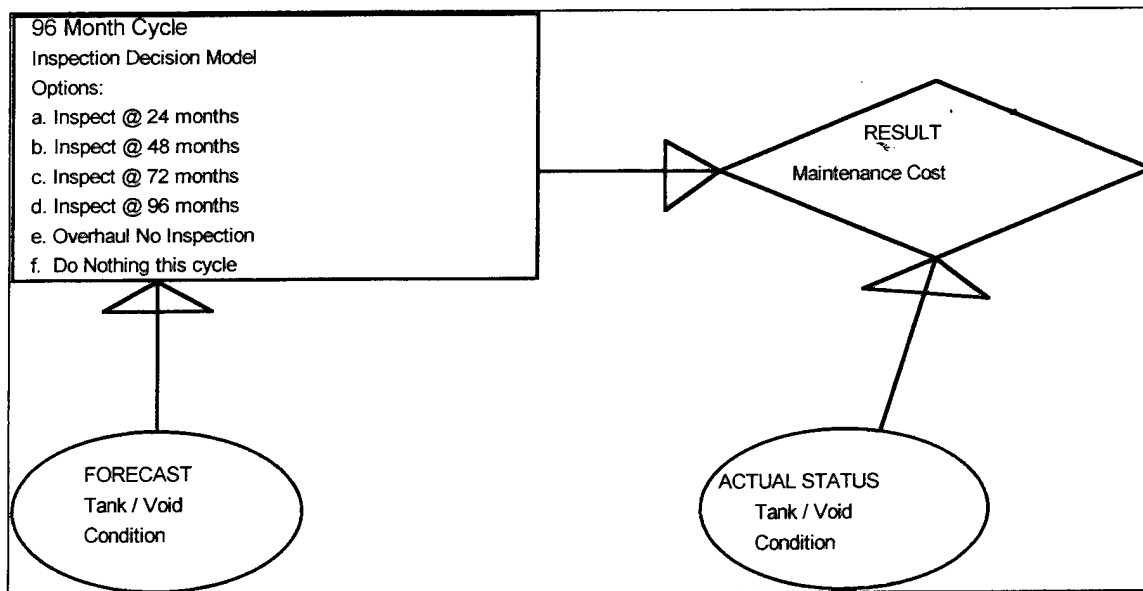 96 Month Cycle
Inspection Decision Model
Options:
a. Inspect @ 24 months
b. Inspect @ 48 months
c. Inspect @ 72 months
d. Inspect @ 96 months
e. Overhaul No Inspection
f. Do Nothing this cycle
RESULT
Maintenance Cost
FORECAST
Tank / Void
Condition
ACTUAL STATUS
Tank / Void
Condition